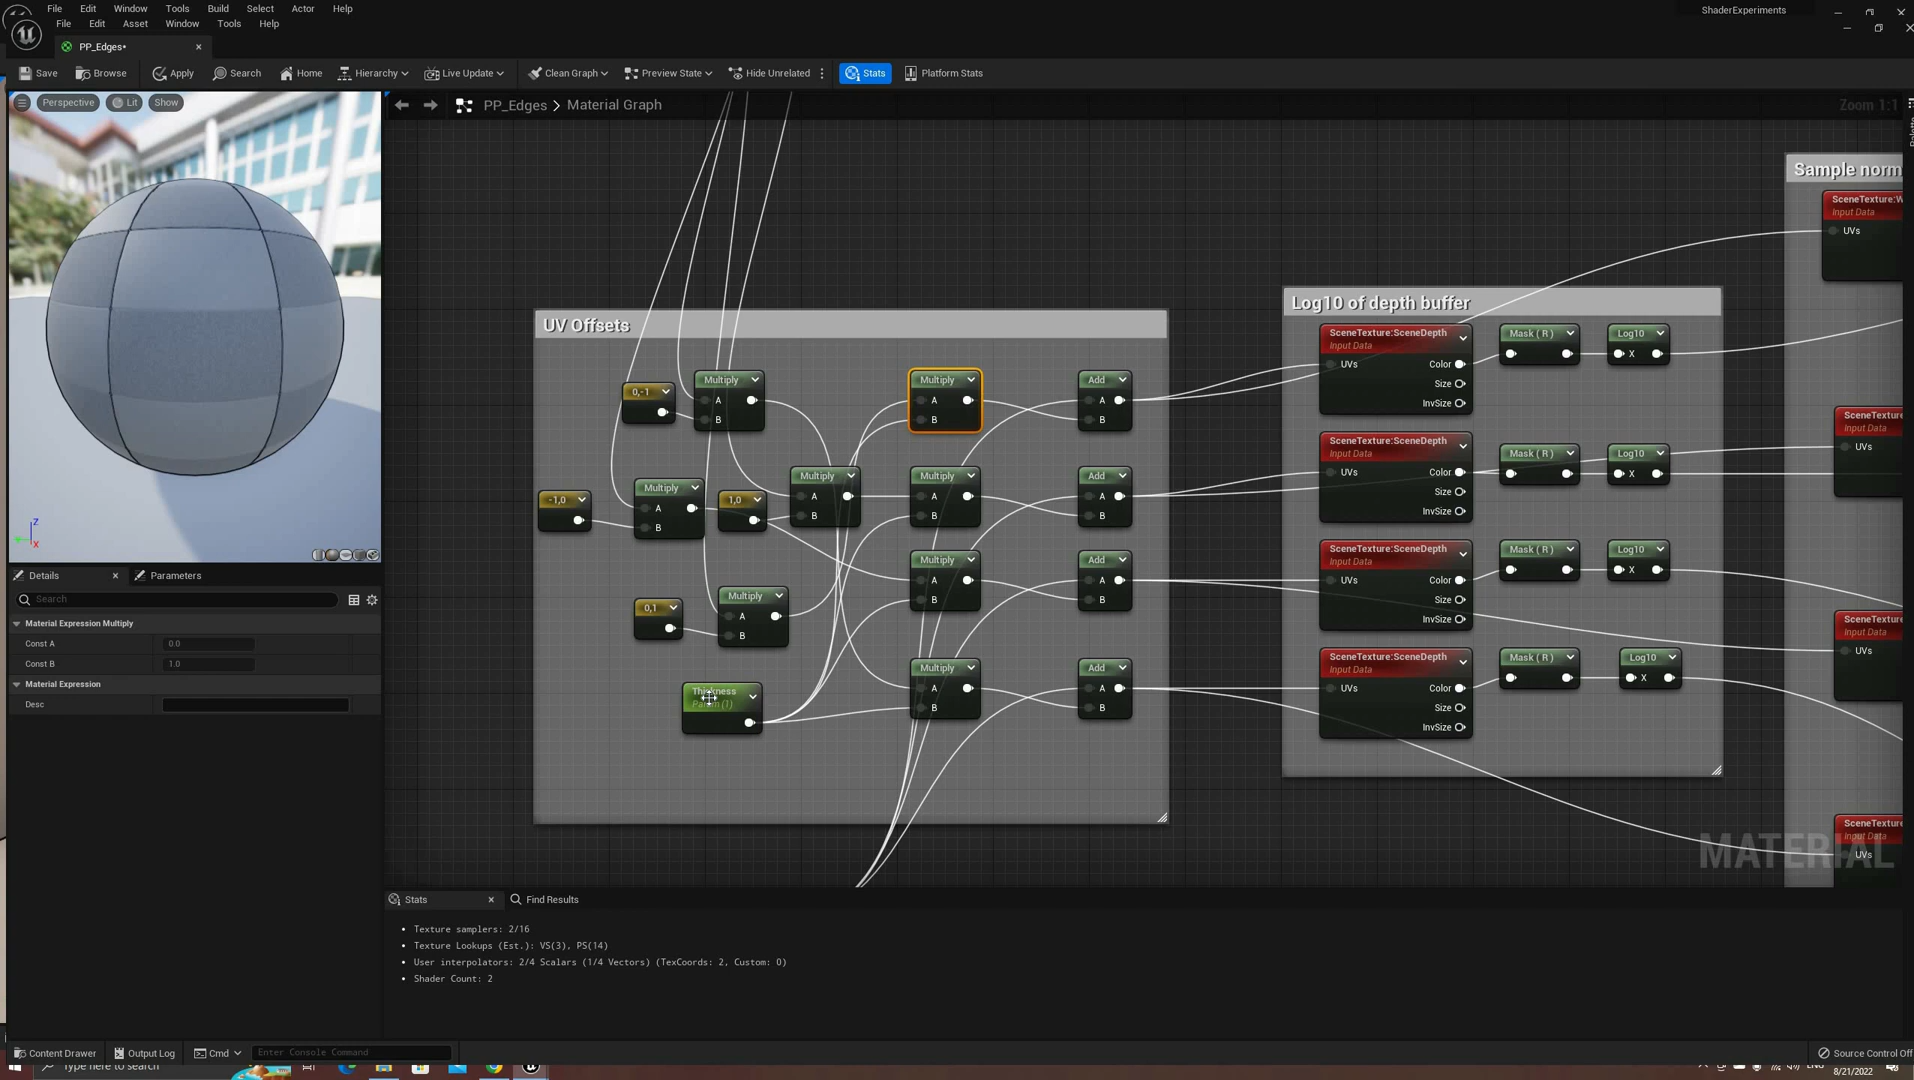 File Edit Window Tools Build Select Actor Help
ShaderExperiments
File Edit Asset Window Tools Help
PP_Edges•
Save Browse Apply Search Home Hierarchy Live Update Clean Graph Preview State Hide Unrelated Stats Platform Stats
Perspective Lit Show
PP_Edges > Material Graph
Zoom 1:1
Palette
Z
Y
X
Sample norm
SceneTexture:W
Input Data
UVs
UV Offsets
Log10 of depth buffer
0,-1
Multiply
A
B
Multiply
A
B
Add
A
B
SceneTexture:SceneDepth
Input Data
UVs Color
Size
InvSize
Mask ( R )
Log10
X
-1,0
Multiply
A
B
1,0
Multiply
A
B
Multiply
A
B
Add
A
B
SceneTexture:SceneDepth
Input Data
UVs Color
Size
InvSize
Mask ( R )
Log10
X
SceneTexture
Input Data
UVs
0,1
Multiply
A
B
Multiply
A
B
Add
A
B
SceneTexture:SceneDepth
Input Data
UVs Color
Size
InvSize
Mask ( R )
Log10
X
SceneTexture
Input Data
UVs
Thickness
Param (1)
Multiply
A
B
Add
A
B
SceneTexture:SceneDepth
Input Data
UVs Color
Size
InvSize
Mask ( R )
Log10
X
SceneTexture
Input Data
UVs
MATERIAL
Details Parameters
Search
Material Expression Multiply
Const A 0.0
Const B 1.0
Material Expression
Desc
Stats Find Results
Texture samplers: 2/16
Texture Lookups (Est.): VS(3), PS(14)
User interpolators: 2/4 Scalars (1/4 Vectors) (TexCoords: 2, Custom: 0)
Shader Count: 2
Content Drawer Output Log Cmd Enter Console Command
Source Control Off
Type here to search
ENG
8/21/2022